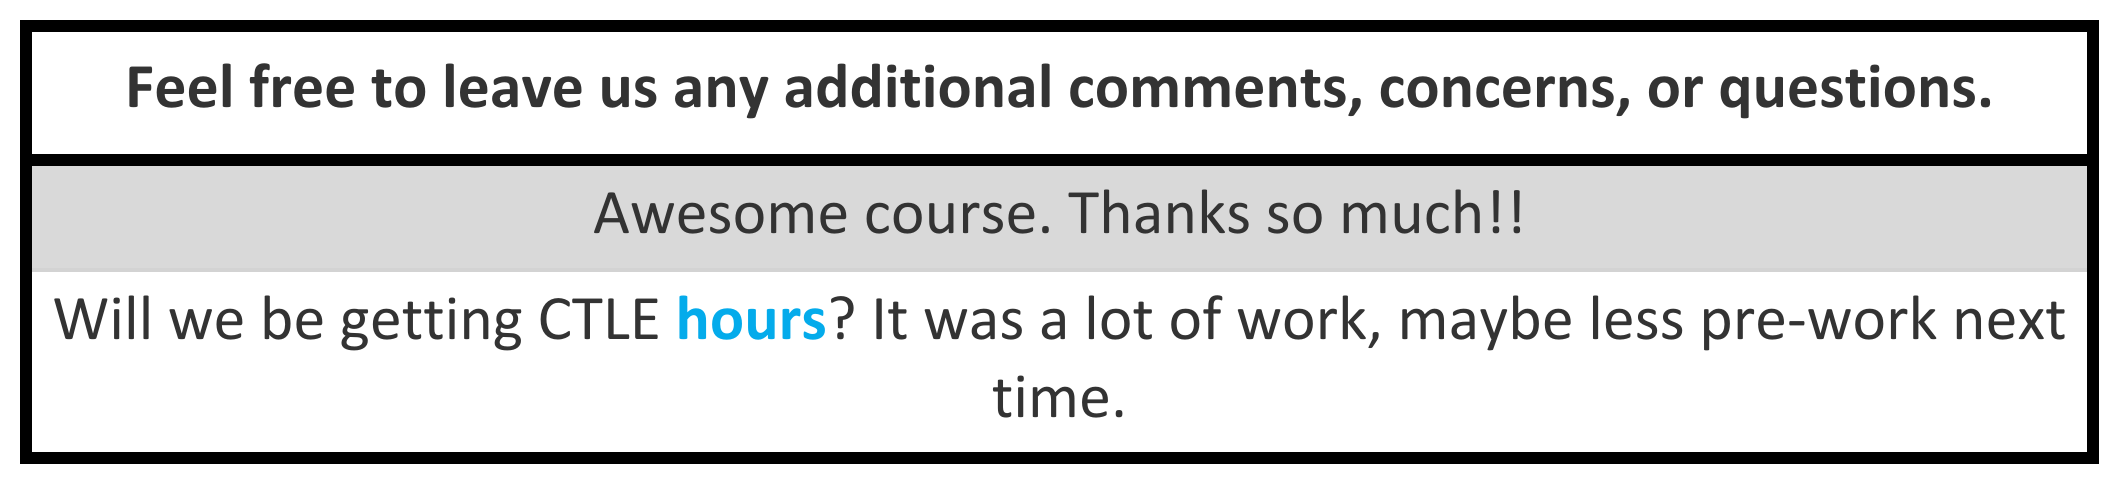 Feel free to leave us any additional comments, concerns, or questions.
Awesome course. Thanks so much!!
Will we be getting CTLE hours? It was a lot of work, maybe less pre-work next
time.